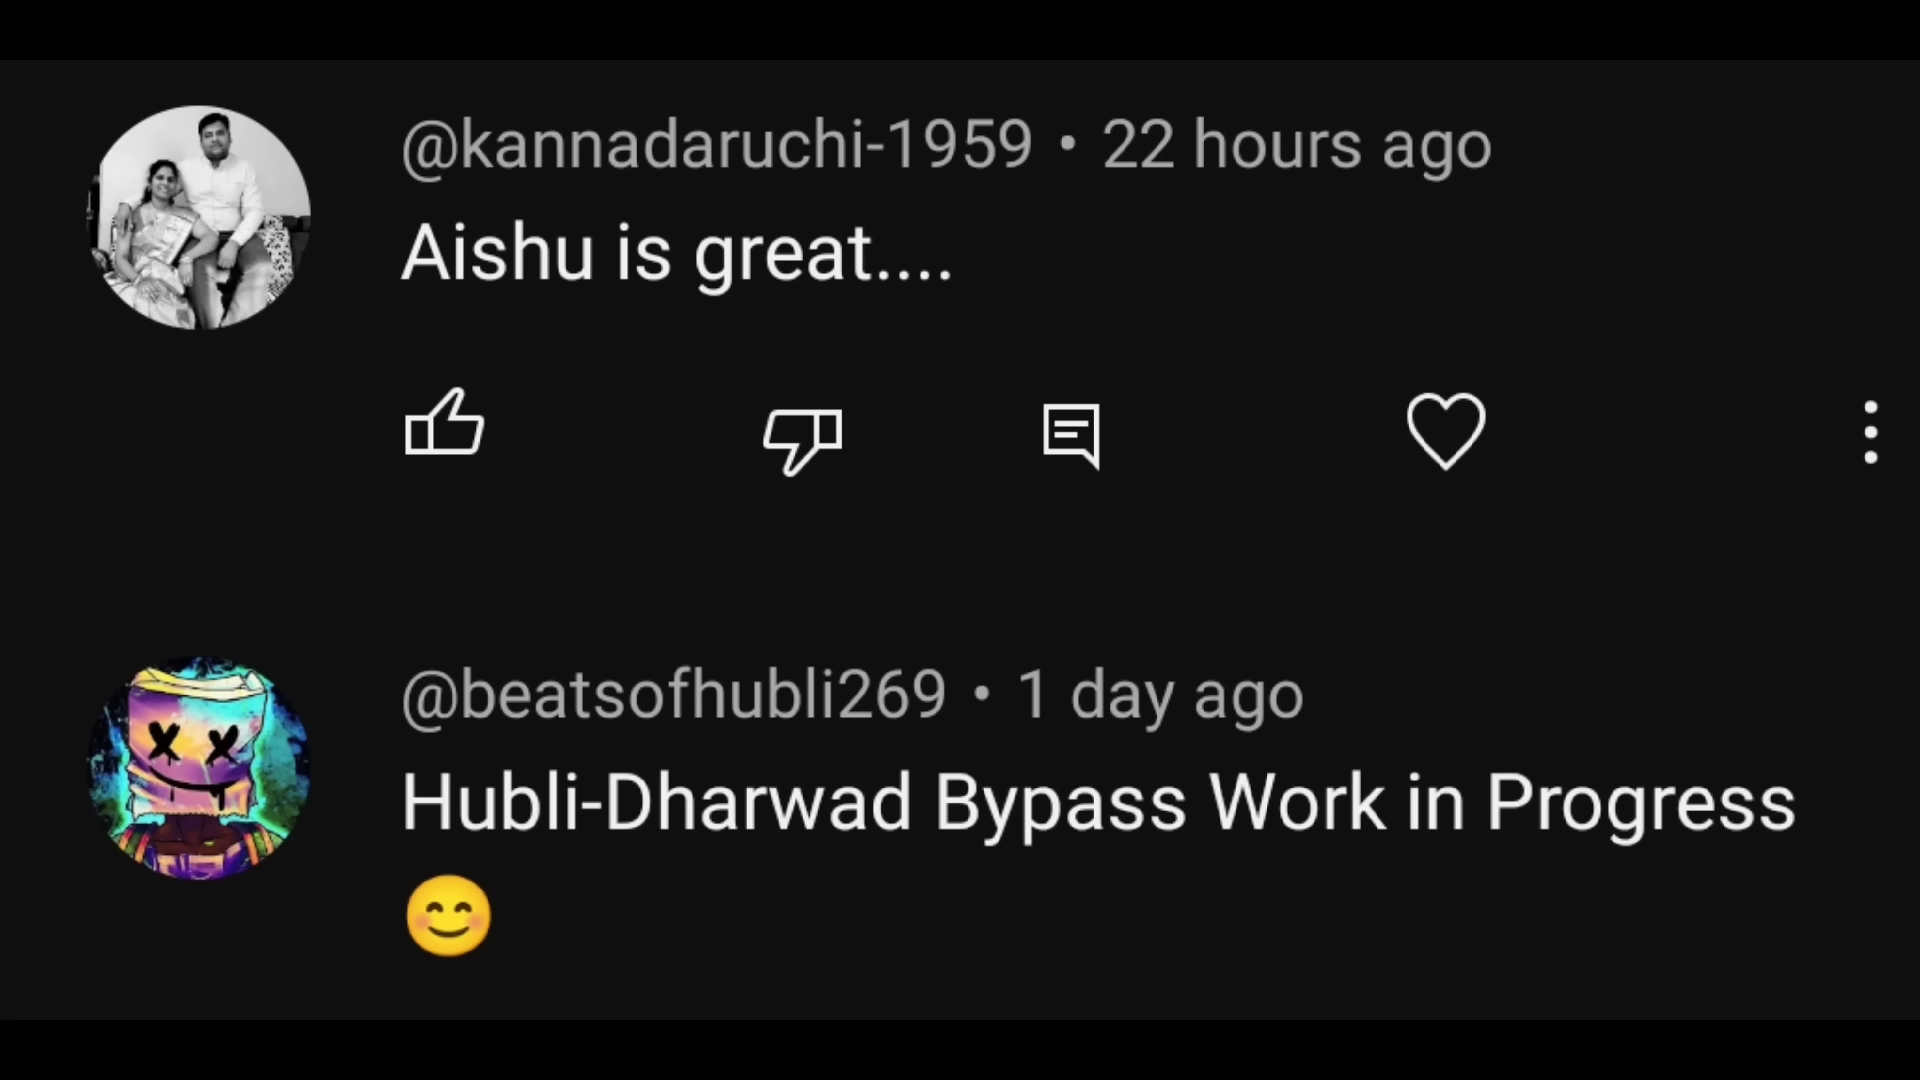 @kannadaruchi-1959 • 22 hours ago
Aishu is great....
@beatsofhubli269 • 1 day ago
Hubli-Dharwad Bypass Work in Progress
😊